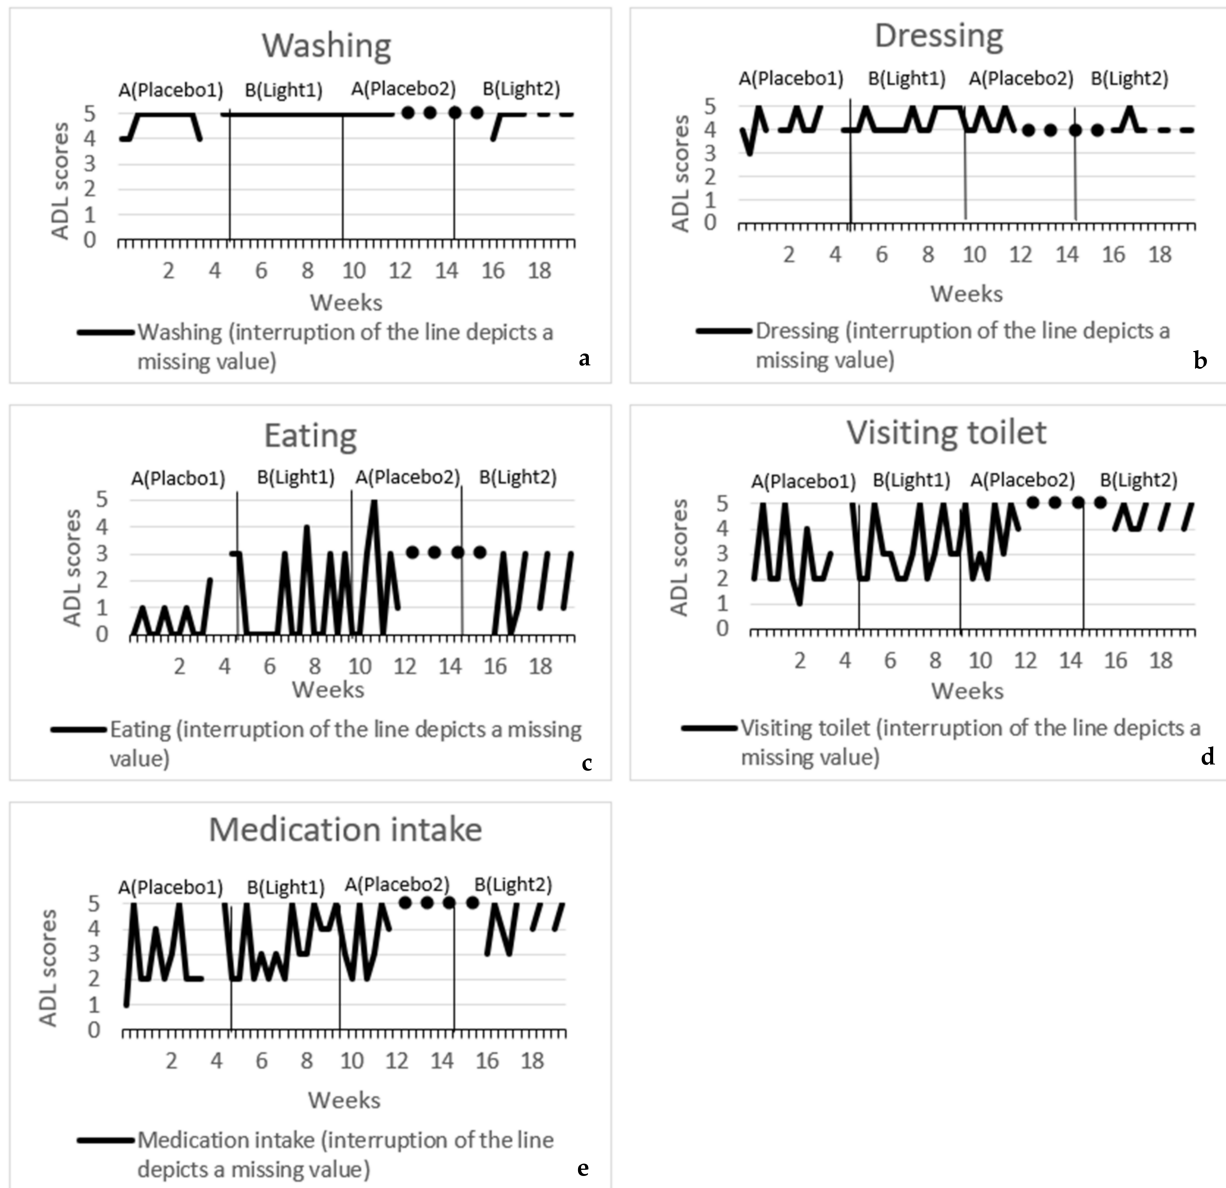 Washing
A(Placebo1) B(Light1) A(Placebo2) B(Light2)
5
4
3
2
1
0
ADL scores
2 4 6 8 10 12 14 16 18
Weeks
Washing (interruption of the line depicts a
missing value)
a
Dressing
A(Placebo1) B(Light1) A(Placebo2) B(Light2)
5
4
3
2
1
0
ADL scores
2 4 6 8 10 12 14 16 18
Weeks
Dressing (interruption of the line depicts a
missing value)
b
Eating
A(Placbo1) B(Light1) A(Placebo2) B(Light2)
5
4
3
2
1
0
ADL scores
2 4 6 8 10 12 14 16 18
Weeks
Eating (interruption of the line depicts a missing
value)
c
Visiting toilet
A(Placebo1) B(Light1) A(Placebo2) B(Light2)
5
4
3
2
1
0
ADL scores
2 4 6 8 10 12 14 16 18
Weeks
Visiting toilet (interruption of the line depicts a
missing value)
d
Medication intake
A(Placebo1) B(Light1) A(Placebo2) B(Light2)
5
4
3
2
1
0
ADL scores
2 4 6 8 10 12 14 16 18
Weeks
Medication intake (interruption of the line
depicts a missing value)
e